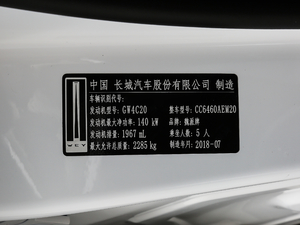 中国 长城汽车股份有限公司 制造
车辆识别代号:
发动机型号: GW4C20 整车型号: CC6460AEM20
发动机最大净功率: 140 kW 品牌: 魏派牌
发动机排量: 1967 mL 乘坐人数: 5 人
最大允许总质量: 2285 kg 制造年月: 2018-07
WEY